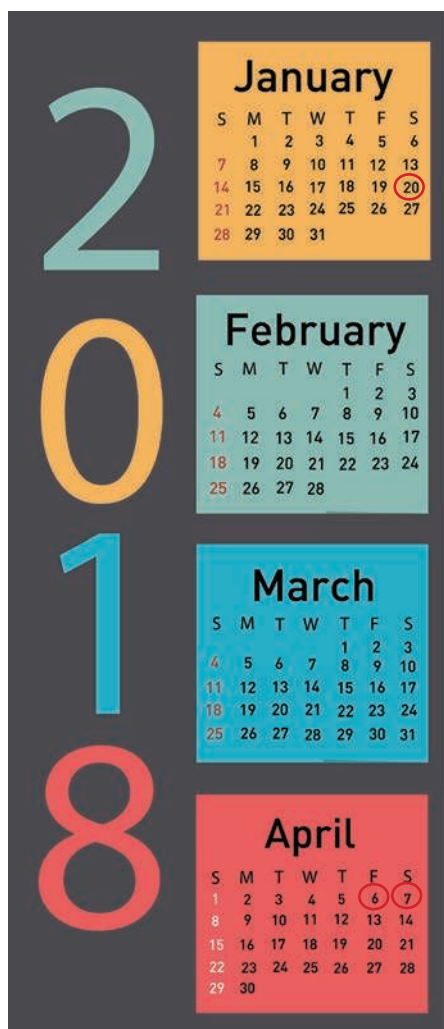 2
0
1
8
January
S M T W T F S
1 2 3 4 5 6
7 8 9 10 11 12 13
14 15 16 17 18 19 20
21 22 23 24 25 26 27
28 29 30 31
February
S M T W T F S
1 2 3
4 5 6 7 8 9 10
11 12 13 14 15 16 17
18 19 20 21 22 23 24
25 26 27 28
March
S M T W T F S
1 2 3
4 5 6 7 8 9 10
11 12 13 14 15 16 17
18 19 20 21 22 23 24
25 26 27 28 29 30 31
April
S M T W T F S
1 2 3 4 5 6 7
8 9 10 11 12 13 14
15 16 17 18 19 20 21
22 23 24 25 26 27 28
29 30